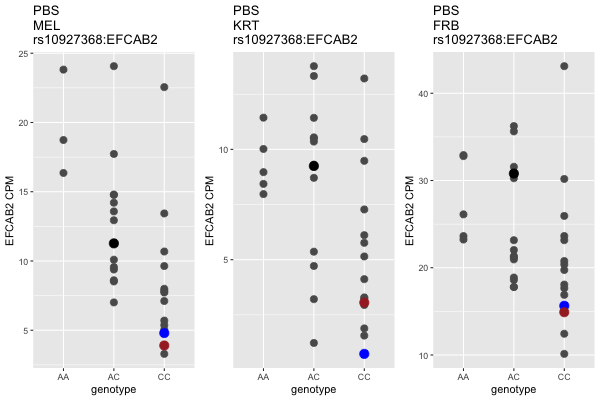 PBS
MEL
rs10927368:EFCAB2
EFCAB2 CPM
25
20
15
10
5
AA
AC
CC
genotype
PBS
KRT
rs10927368:EFCAB2
EFCAB2 CPM
10
5
AA
AC
CC
genotype
PBS
FRB
rs10927368:EFCAB2
EFCAB2 CPM
40
30
20
10
AA
AC
CC
genotype